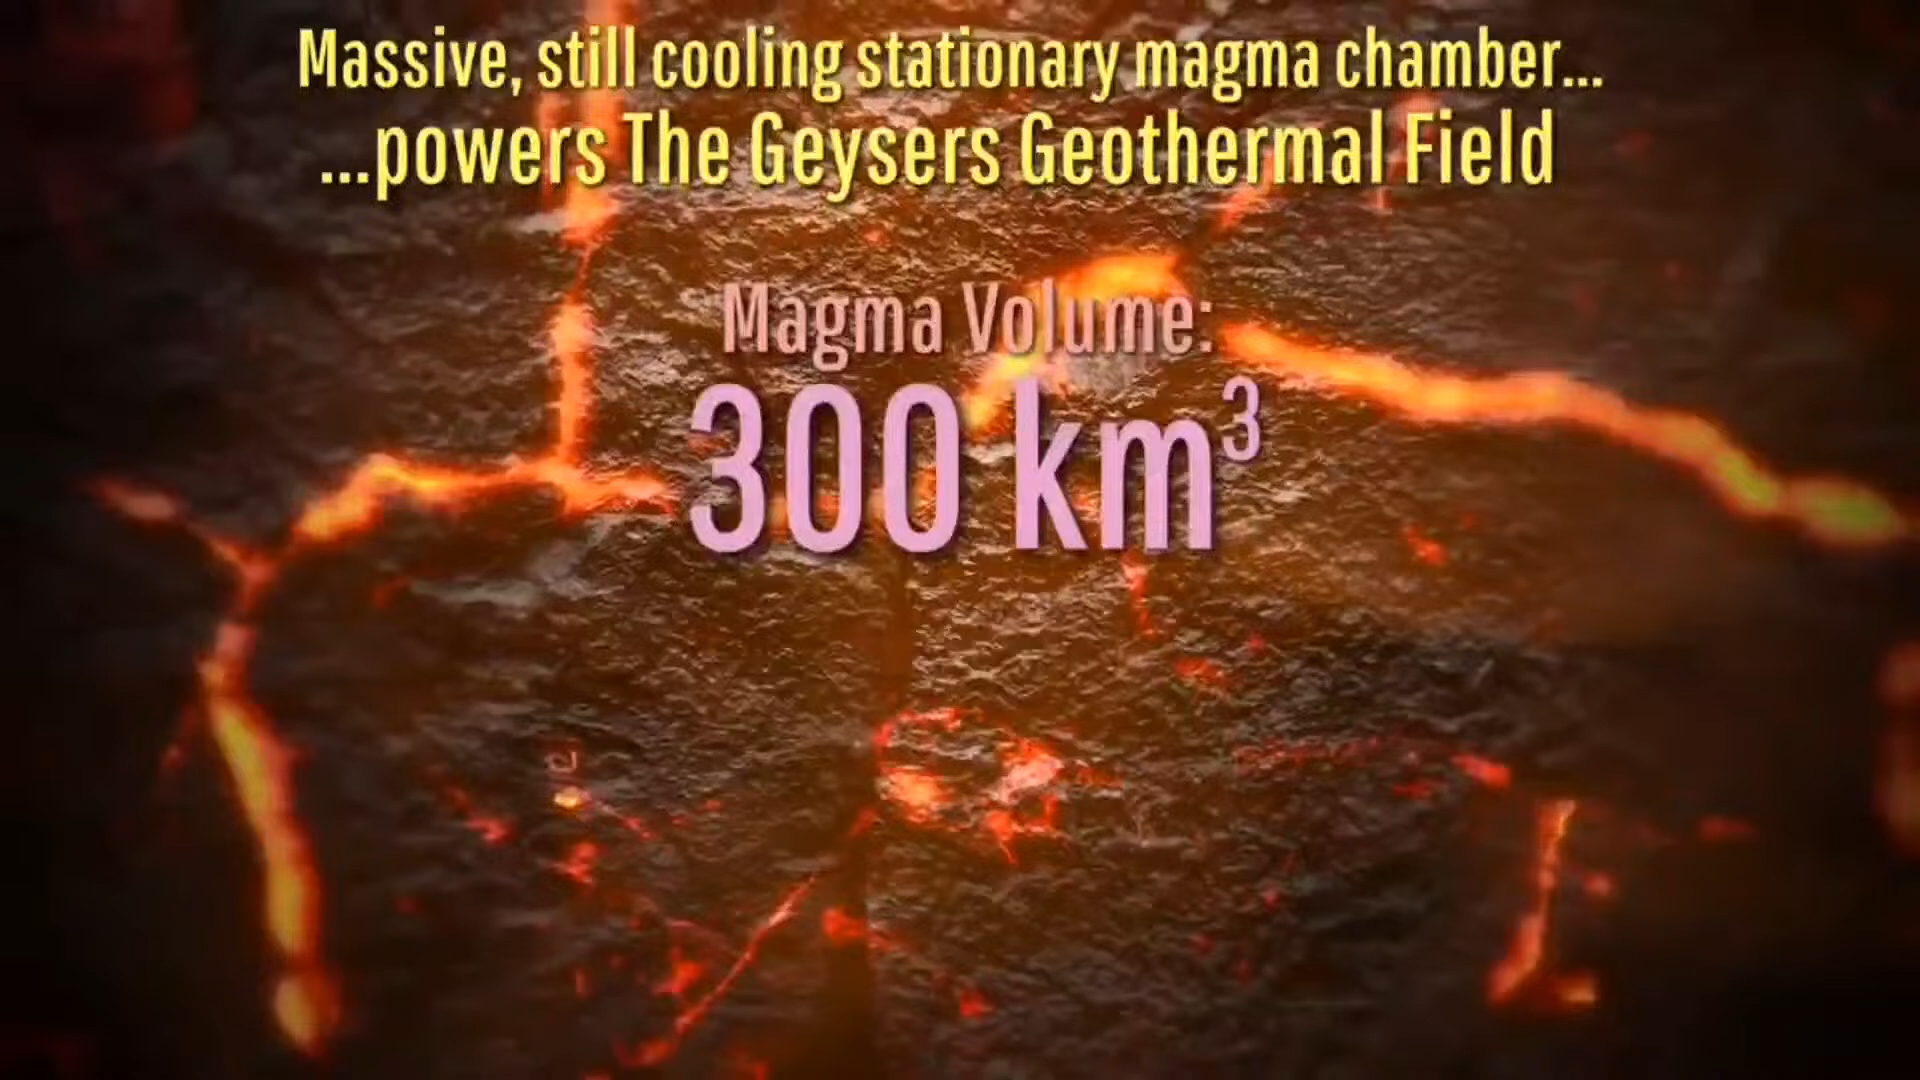 Massive, still cooling stationary magma chamber...
...powers The Geysers Geothermal Field
Magma Volume:
300 km³